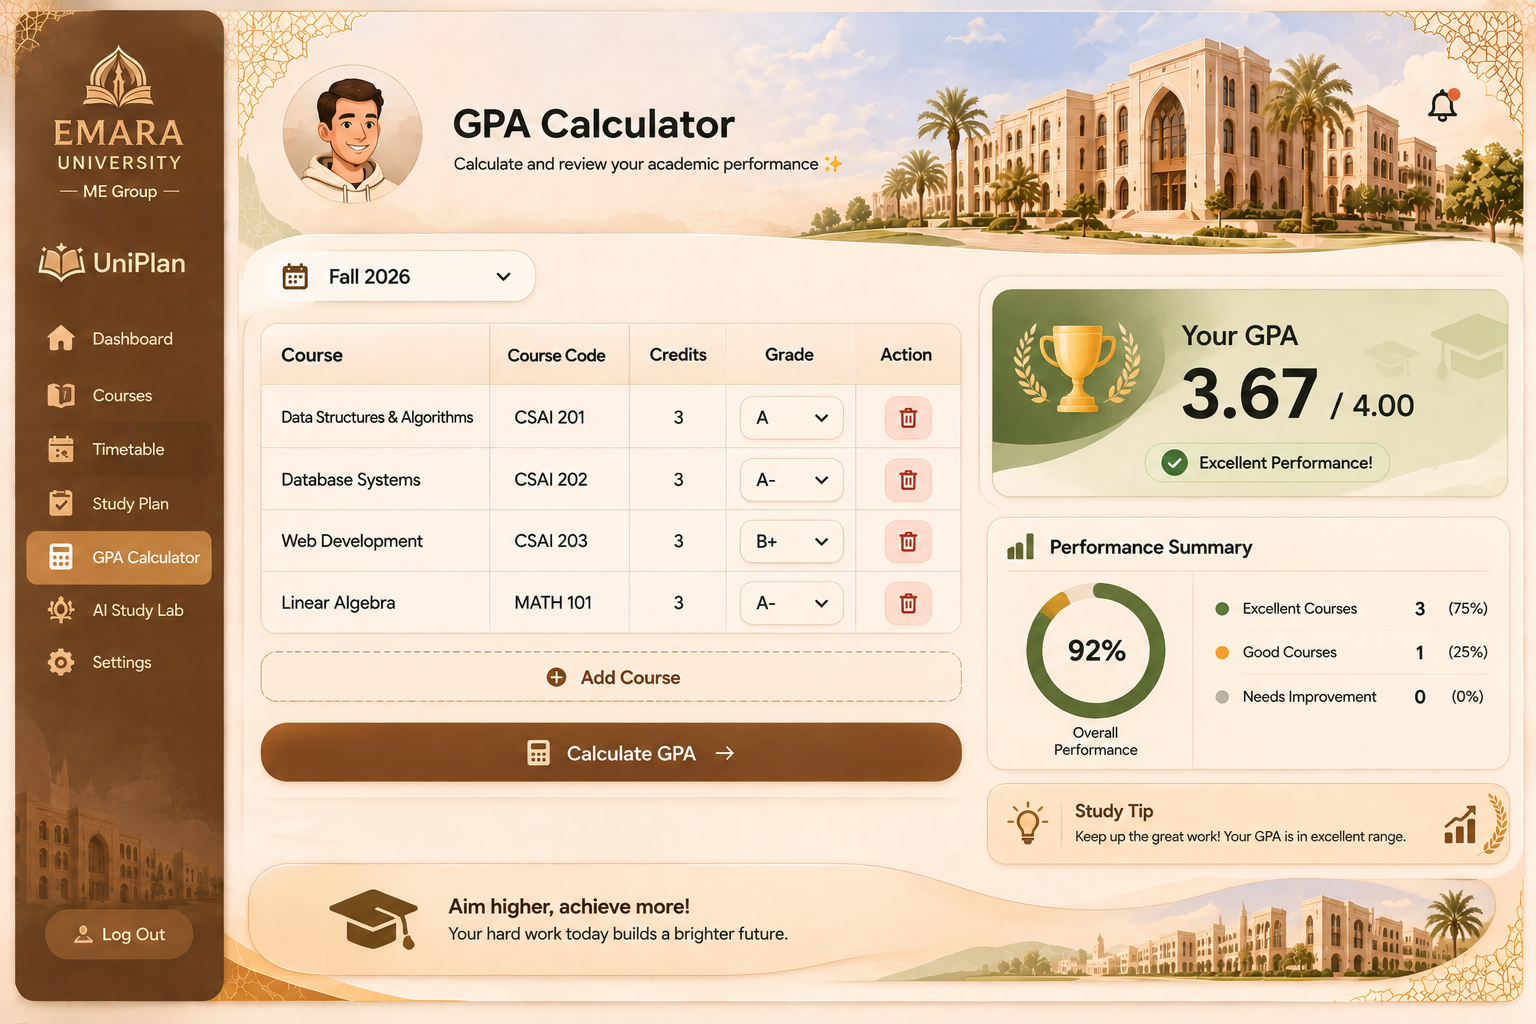 EMARA
UNIVERSITY
— ME Group —
UniPlan
Dashboard
Courses
Timetable
Study Plan
GPA Calculator
AI Study Lab
Settings
Log Out
GPA Calculator
Calculate and review your academic performance ✨
Fall 2026
Course Course Code Credits Grade Action
Data Structures & Algorithms CSAI 201 3 A
Database Systems CSAI 202 3 A-
Web Development CSAI 203 3 B+
Linear Algebra MATH 101 3 A-
Add Course
Calculate GPA →
Your GPA
3.67 / 4.00
Excellent Performance!
Performance Summary
92%
Overall
Performance
Excellent Courses 3 (75%)
Good Courses 1 (25%)
Needs Improvement 0 (0%)
Study Tip
Keep up the great work! Your GPA is in excellent range.
Aim higher, achieve more!
Your hard work today builds a brighter future.